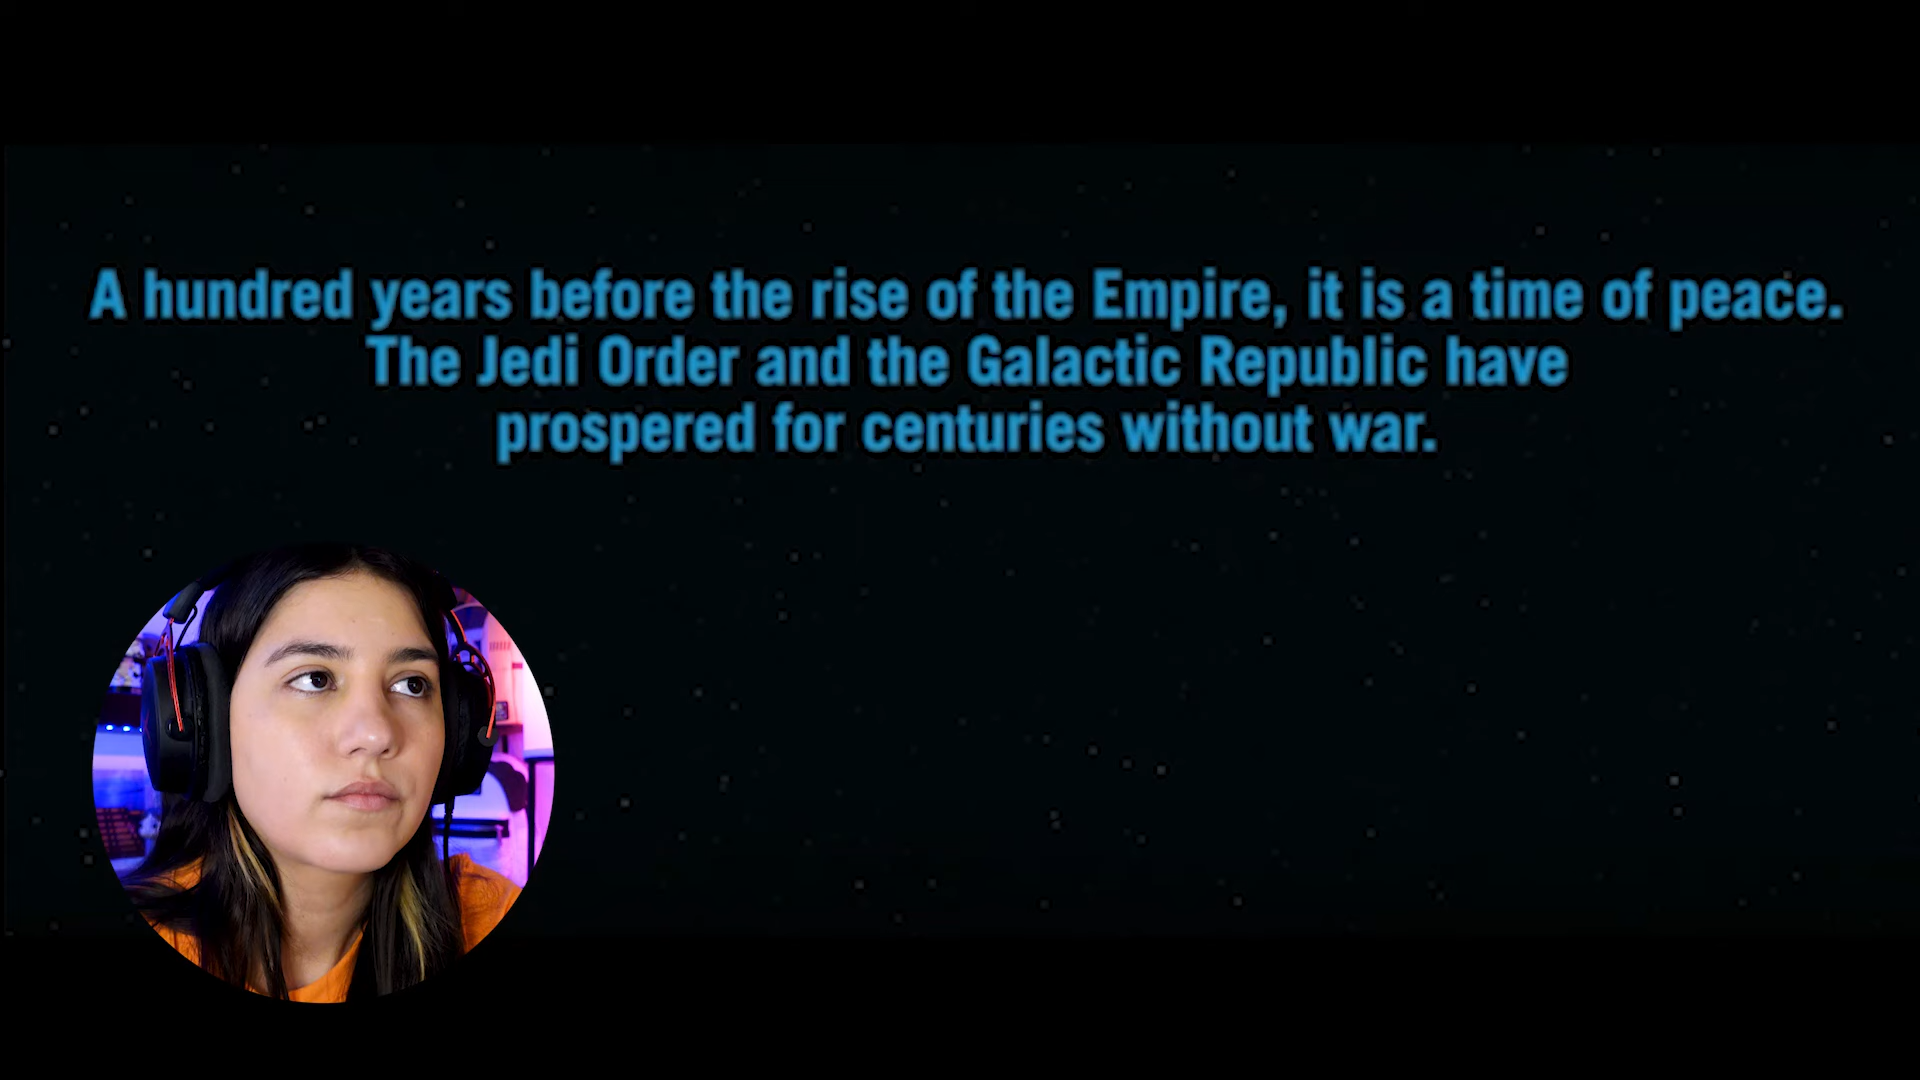 A hundred years before the rise of the Empire, it is a time of peace.
The Jedi Order and the Galactic Republic have
prospered for centuries without war.